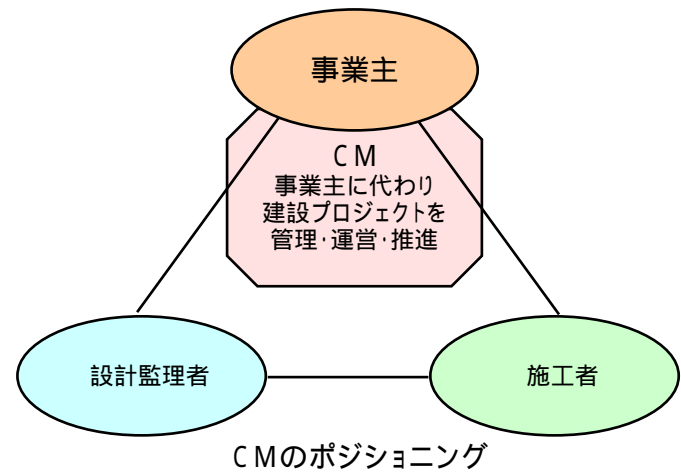 事業主
CM
事業主に代わり
建設プロジェクトを
管理・運営・推進
設計監理者
施工者
CMのポジショニング